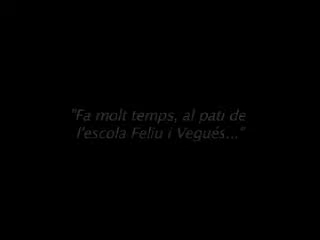 "Fa molt temps, al pati de
l'escola Feliu i Vegués..."